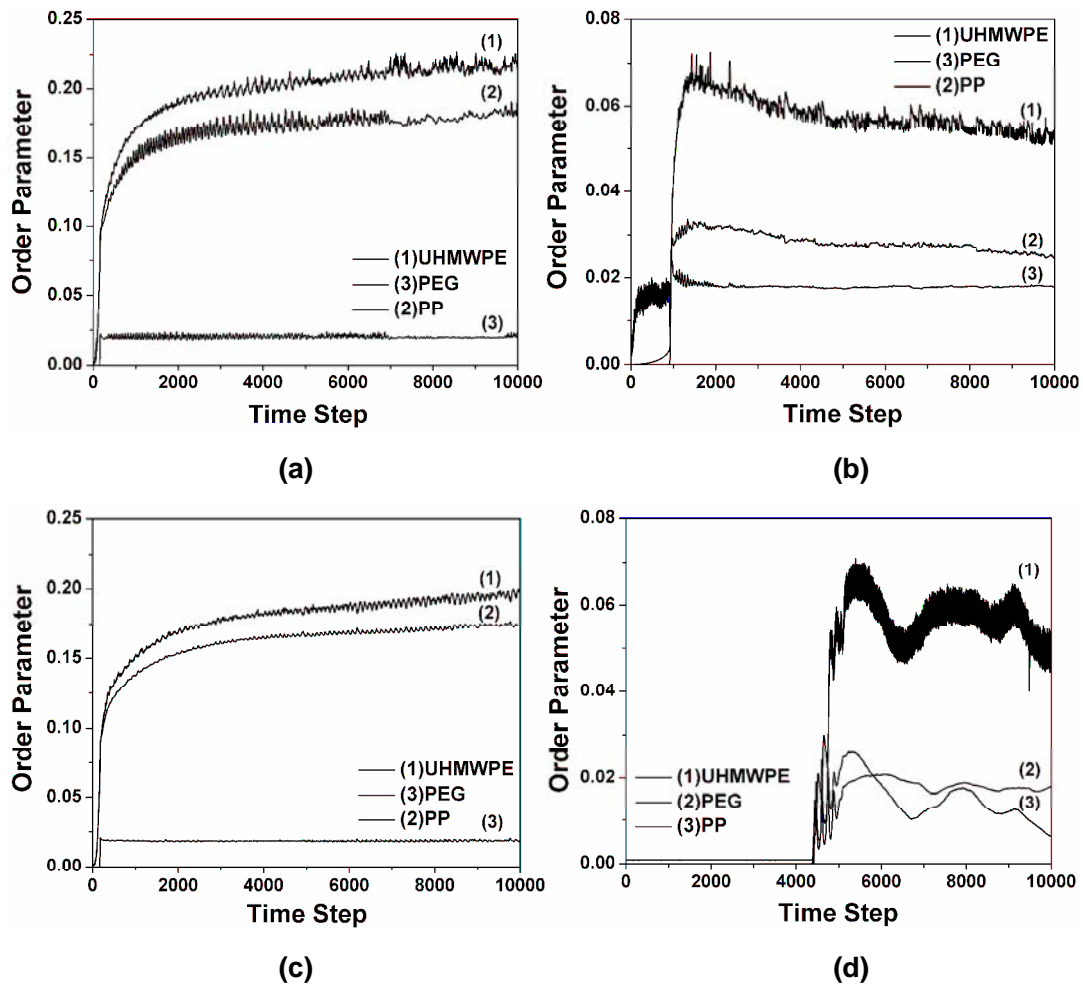 0.25
0.20
0.15
0.10
0.05
0.00
Order Parameter
(1)
(2)
(1)UHMWPE
(3)PEG
(2)PP
(3)
0 2000 4000 6000 8000 10000
Time Step
(a)
0.08
0.06
0.04
0.02
0.00
Order Parameter
(1)UHMWPE
(3)PEG
(2)PP
(1)
(2)
(3)
0 2000 4000 6000 8000 10000
Time Step
(b)
0.25
0.20
0.15
0.10
0.05
0.00
Order Parameter
(1)
(2)
(1)UHMWPE
(3)PEG
(2)PP
(3)
0 2000 4000 6000 8000 10000
Time Step
(c)
0.08
0.06
0.04
0.02
0.00
Order Parameter
(1)
(1)UHMWPE
(2)PEG
(3)PP
(2)
(3)
0 2000 4000 6000 8000 10000
Time Step
(d)